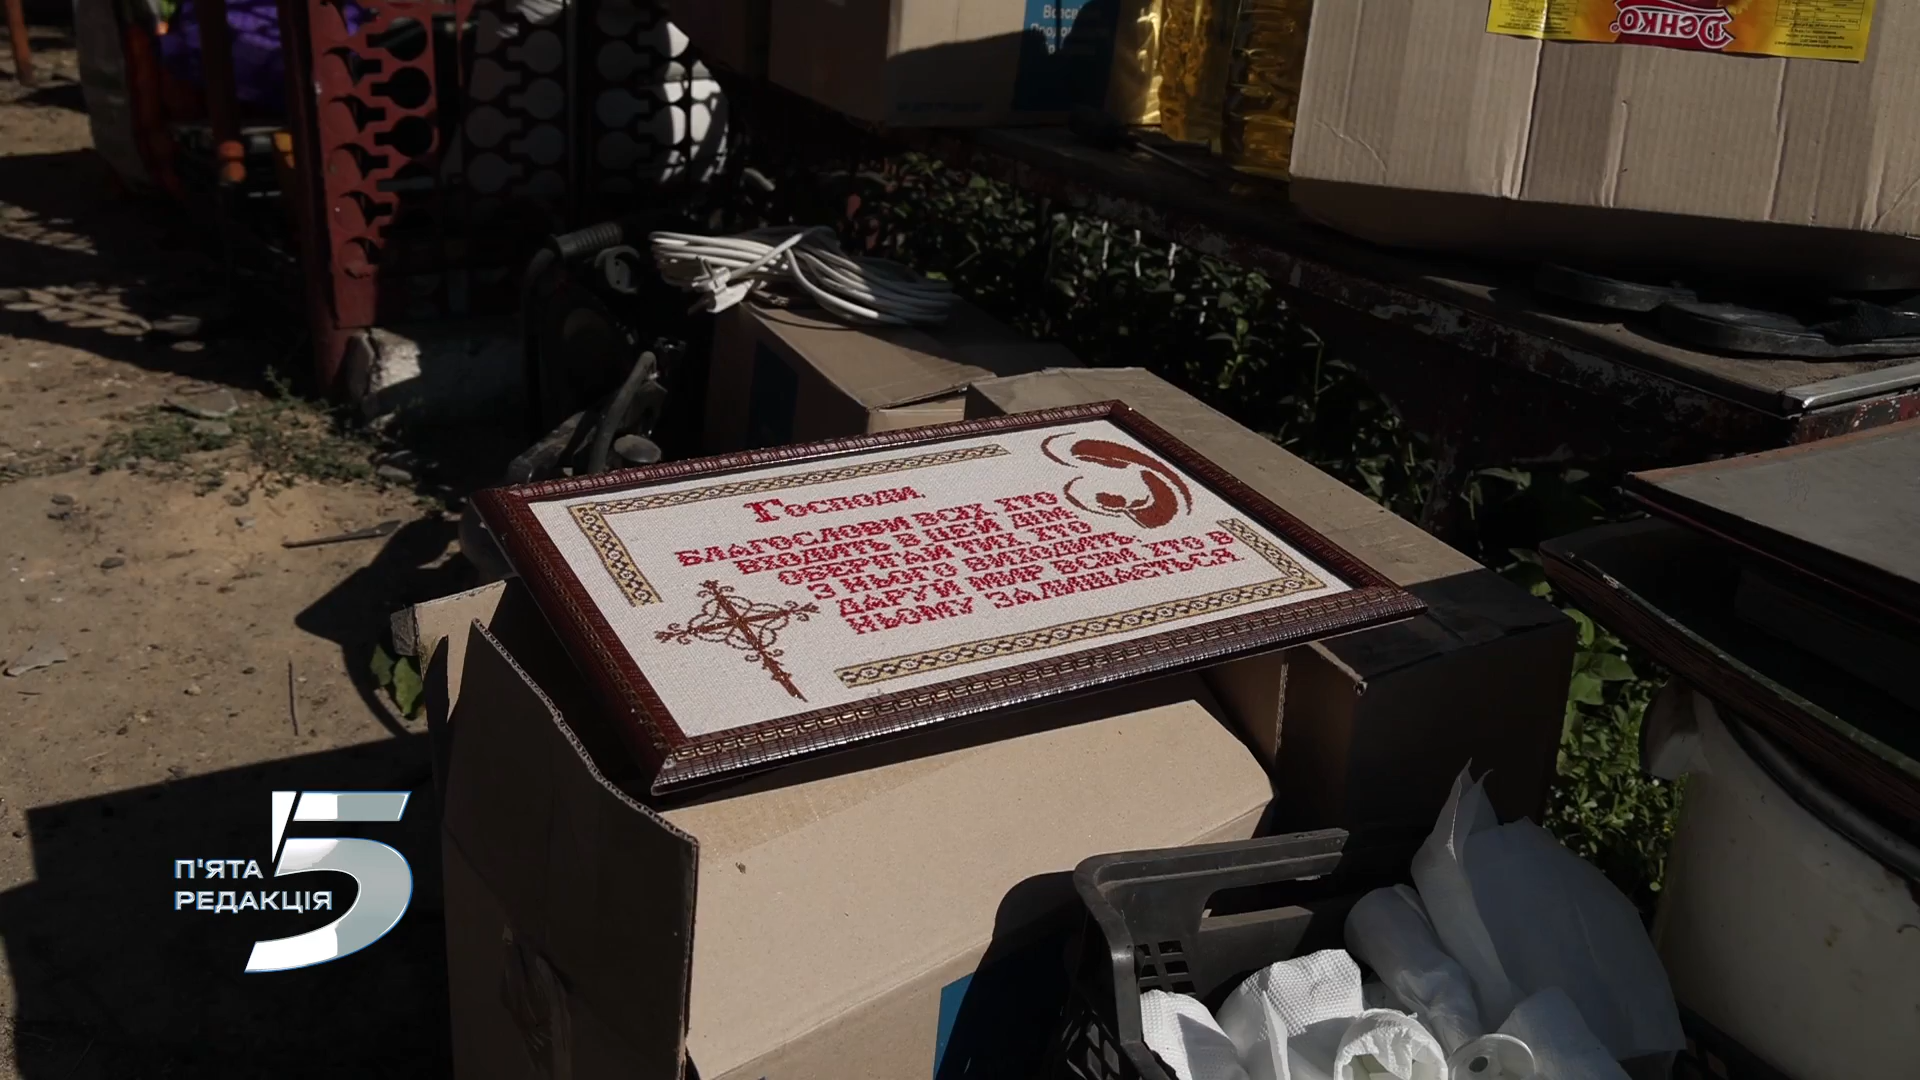 Денко
Господи,
БЛАГОСЛОВИ ВСІХ, ХТО
ВХОДИТЬ В ЦЕЙ ДІМ,
ОБЕРІГАЙ ТИХ, ХТО
З НЬОГО ВИХОДИТЬ,
ДАРУЙ МИР ВСІМ, ХТО В
НЬОМУ ЗАЛИШАЄТЬСЯ.
П'ЯТА
РЕДАКЦІЯ
5